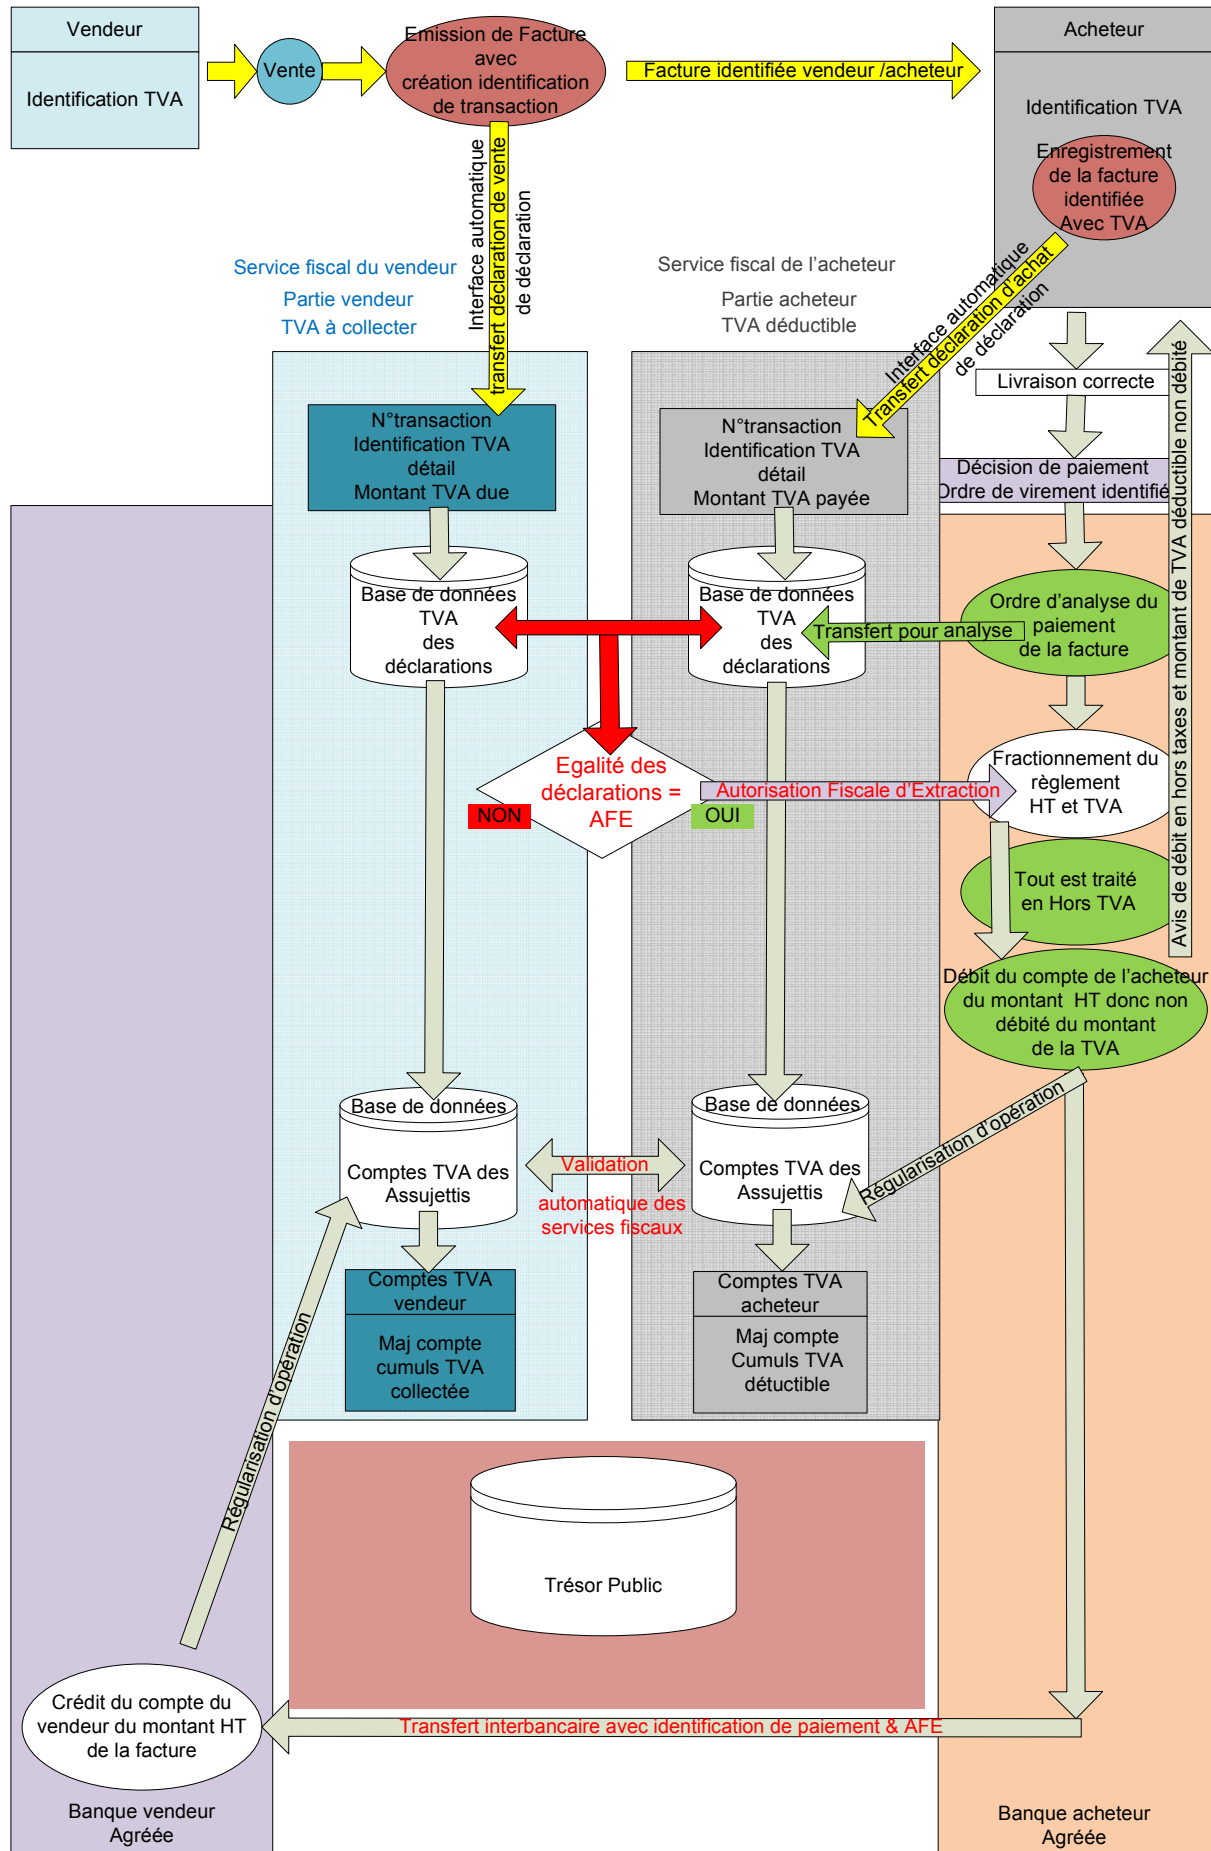 Vendeur
Identification TVA
Vente
Emission de Facture
avec
création identification
de transaction
Facture identifiée vendeur /acheteur
Acheteur
Identification TVA
Enregistrement
de la facture
identifiée
Avec TVA
Interface automatique
transfert déclaration de vente
de déclaration
Interface automatique
Transfert déclaration d'achat
de déclaration
Service fiscal du vendeur
Partie vendeur
TVA à collecter
Service fiscal de l'acheteur
Partie acheteur
TVA déductible
Livraison correcte
N°transaction
Identification TVA
détail
Montant TVA due
N°transaction
Identification TVA
détail
Montant TVA payée
Décision de paiement
Ordre de virement identifié
Avis de débit en hors taxes et montant de TVA déductible non débité
Base de données
TVA
des
déclarations
Base de données
TVA
des
déclarations
Transfert pour analyse
Ordre d'analyse du
paiement
de la facture
Egalité des
déclarations =
AFE
NON
OUI
Autorisation Fiscale d'Extraction
Fractionnement du
règlement
HT et TVA
Tout est traité
en Hors TVA
Débit du compte de l'acheteur
du montant HT donc non
débité du montant
de la TVA
Base de données
Comptes TVA des
Assujettis
Validation
automatique des
services fiscaux
Base de données
Comptes TVA des
Assujettis
Régularisation d'opération
Comptes TVA
vendeur
Maj compte
cumuls TVA
collectée
Comptes TVA
acheteur
Maj compte
Cumuls TVA
détuctible
Régularisation d'opération
Trésor Public
Crédit du compte du
vendeur du montant HT
de la facture
Transfert interbancaire avec identification de paiement & AFE
Banque vendeur
Agréée
Banque acheteur
Agréée